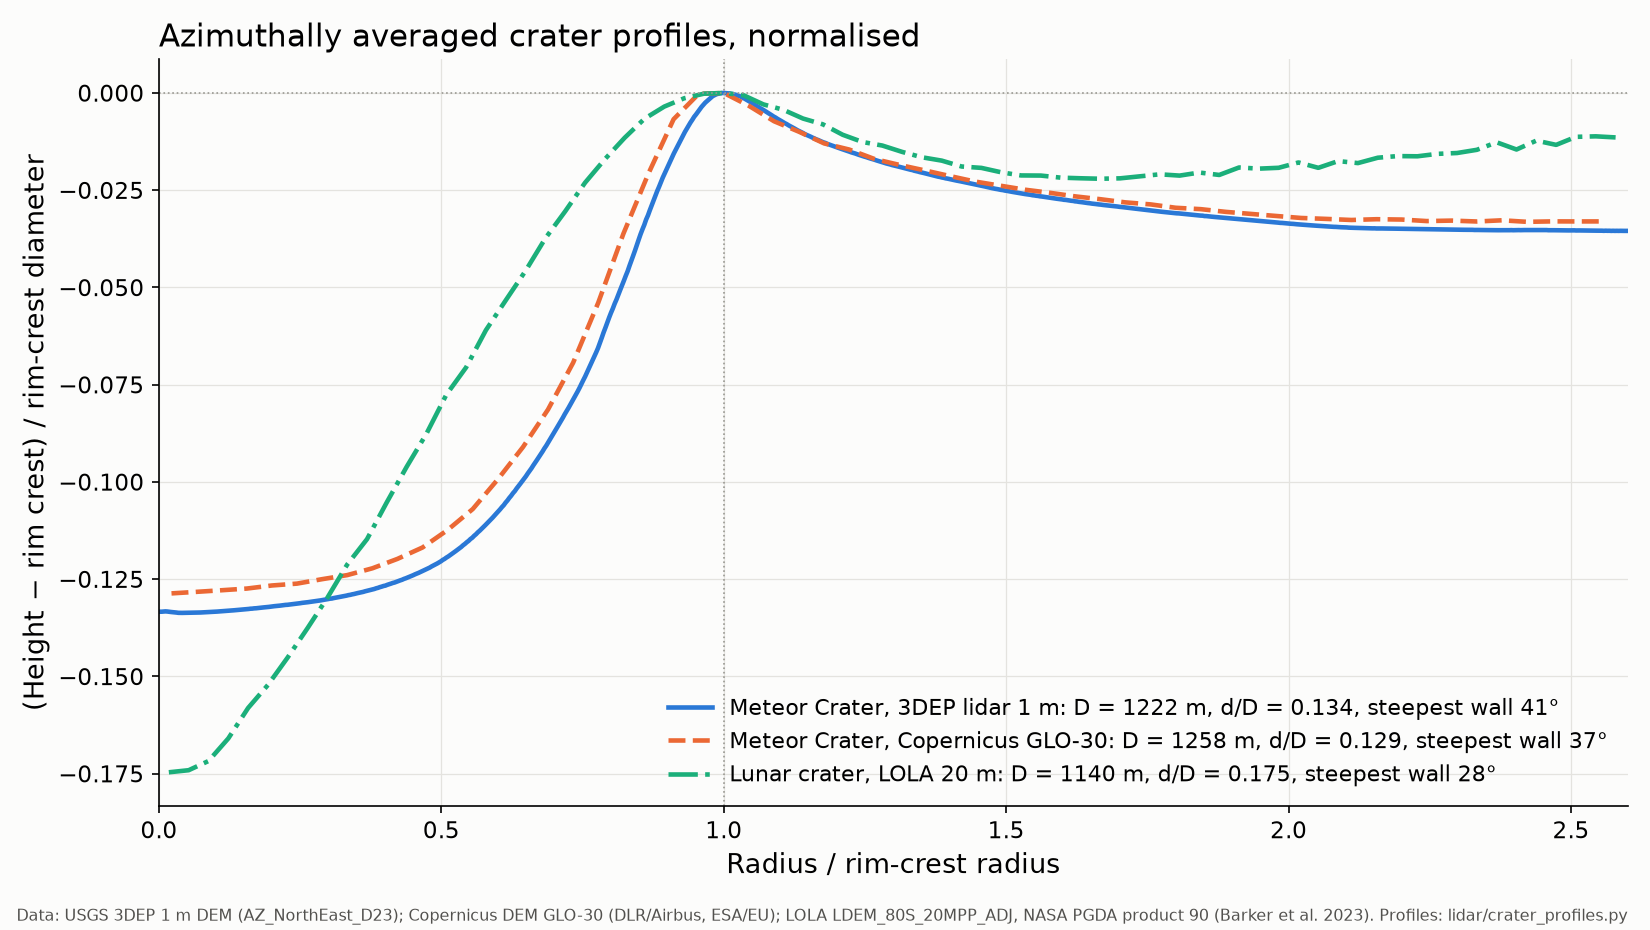 Azimuthally averaged crater profiles, normalised
(Height − rim crest) / rim-crest diameter
0.000
−0.025
−0.050
−0.075
−0.100
−0.125
−0.150
−0.175
Meteor Crater, 3DEP lidar 1 m: D = 1222 m, d/D = 0.134, steepest wall 41°
Meteor Crater, Copernicus GLO-30: D = 1258 m, d/D = 0.129, steepest wall 37°
Lunar crater, LOLA 20 m: D = 1140 m, d/D = 0.175, steepest wall 28°
0.0 0.5 1.0 1.5 2.0 2.5
Radius / rim-crest radius
Data: USGS 3DEP 1 m DEM (AZ_NorthEast_D23); Copernicus DEM GLO-30 (DLR/Airbus, ESA/EU); LOLA LDEM_80S_20MPP_ADJ, NASA PGDA product 90 (Barker et al. 2023). Profiles: lidar/crater_profiles.py